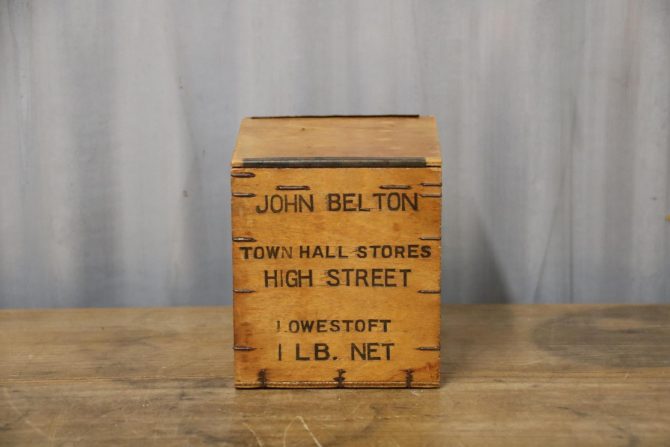 JOHN BELTON
TOWN HALL STORES
HIGH STREET
LOWESTOFT
1 LB. NET